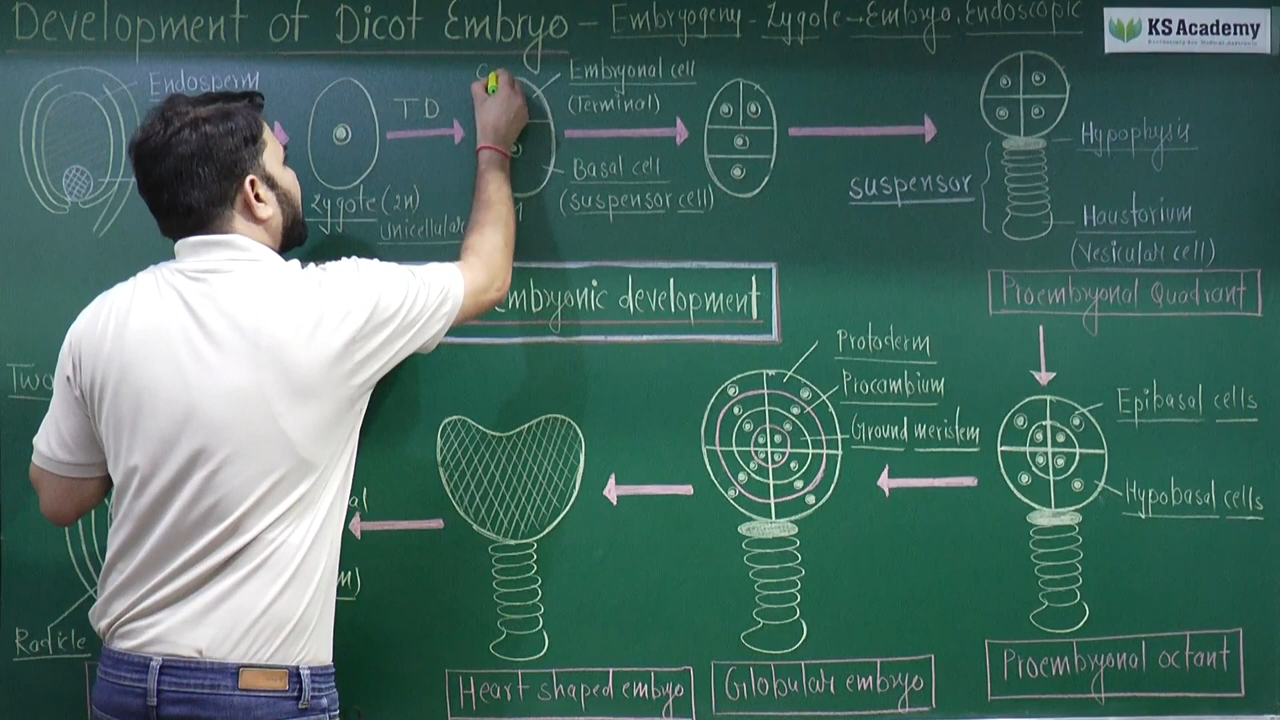 Development of Dicot Embryo – Embryogeny – Zygote → Embryo, Endoscopic
KS Academy
Endosperm
TD
Embryonal cell
(Terminal)
Basal cell
(suspensor cell)
Zygote (2n)
Unicellular
suspensor
Hypophysis
Haustorium
(Vesicular cell)
Proembryonal Quadrant
embryonic development
Two
Protoderm
Procambium
Ground meristem
Epibasal cells
Hypobasal cells
Radicle
Heart shaped embryo
Globular embryo
Proembryonal octant